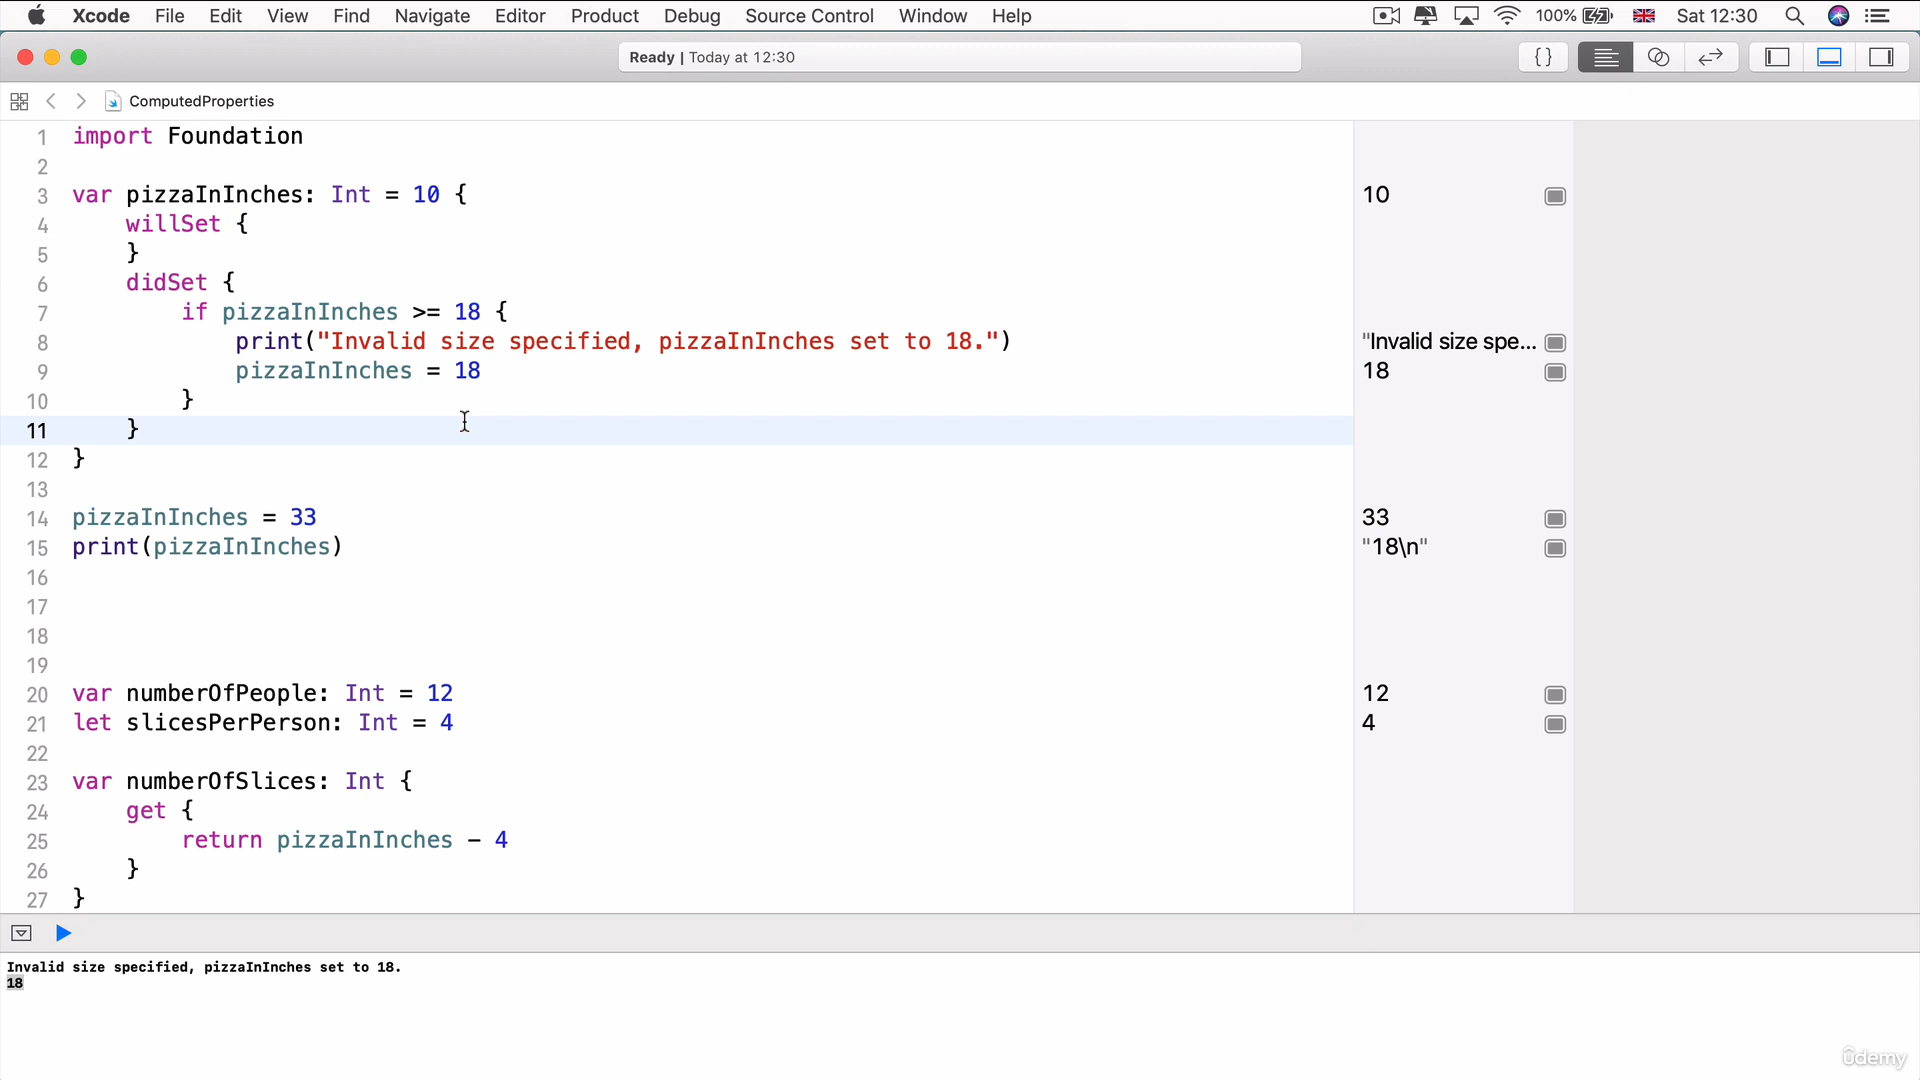 Xcode File Edit View Find Navigate Editor Product Debug Source Control Window Help 100% Sat 12:30
Ready | Today at 12:30 {}
ComputedProperties
1 import Foundation
2
3 var pizzaInInches: Int = 10 { 10
4 willSet {
5 }
6 didSet {
7 if pizzaInInches >= 18 {
8 print("Invalid size specified, pizzaInInches set to 18.") "Invalid size spe...
9 pizzaInInches = 18 18
10 }
11 }
12 }
13
14 pizzaInInches = 33 33
15 print(pizzaInInches) "18\n"
16
17
18
19
20 var numberOfPeople: Int = 12 12
21 let slicesPerPerson: Int = 4 4
22
23 var numberOfSlices: Int {
24 get {
25 return pizzaInInches - 4
26 }
27 }
Invalid size specified, pizzaInInches set to 18.
18
ûdemy